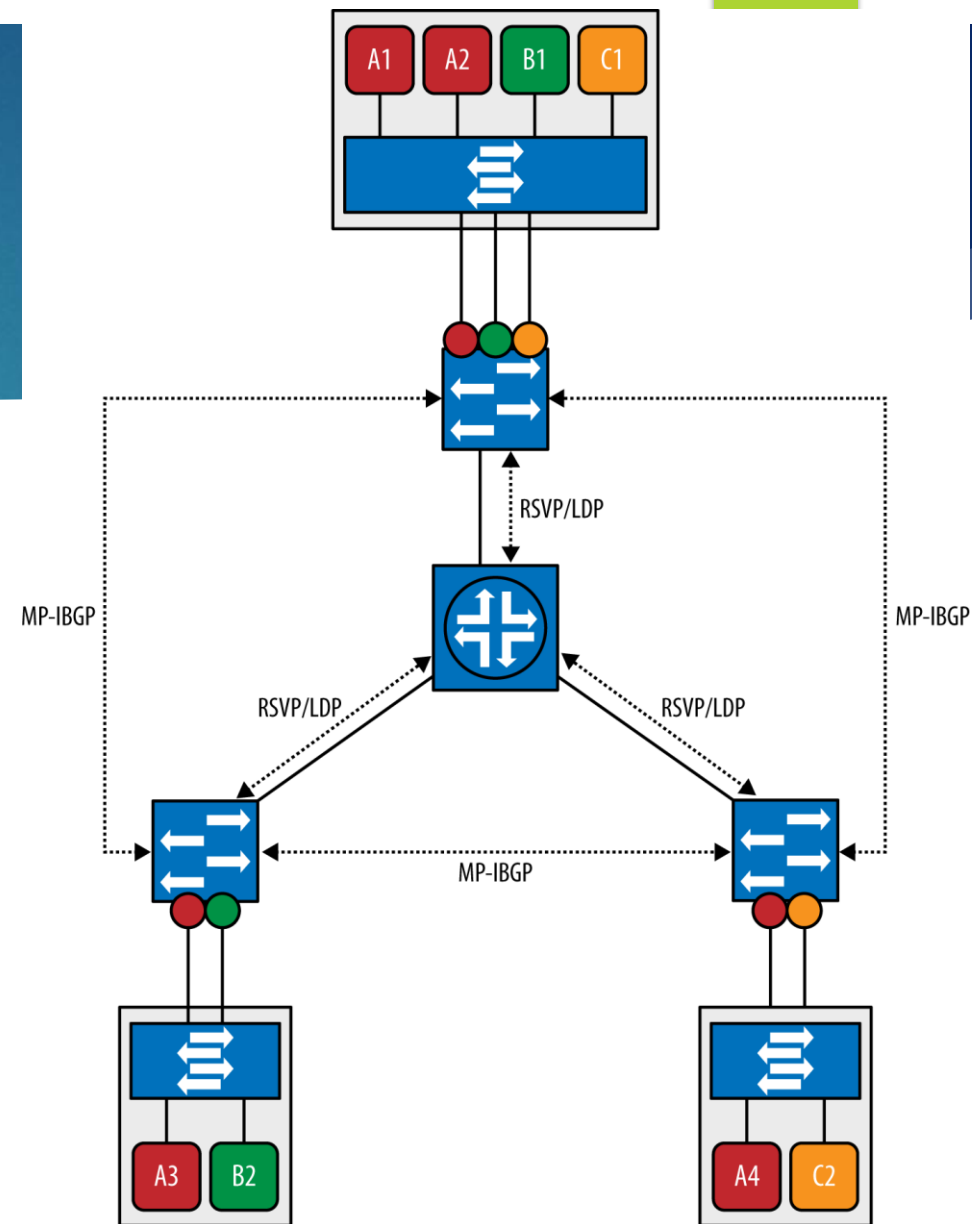 A1 A2 B1 C1
RSVP/LDP
MP-IBGP
MP-IBGP
RSVP/LDP
RSVP/LDP
MP-IBGP
A3 B2
A4 C2